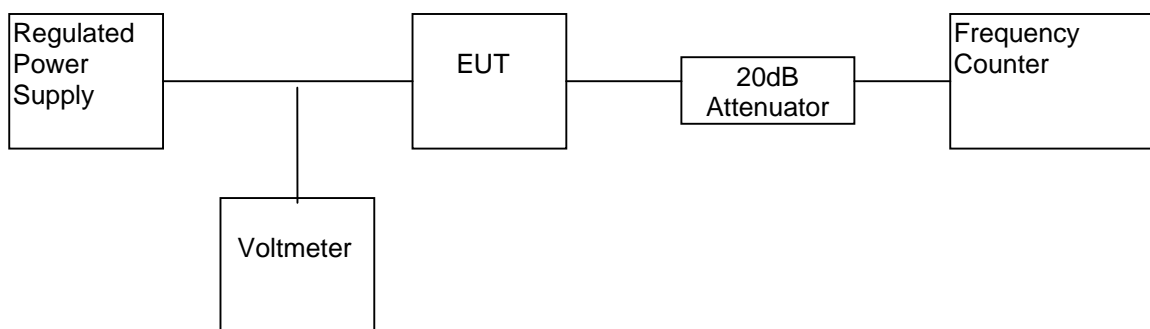 Regulated
Power
Supply
EUT
20dB
Attenuator
Frequency
Counter
Voltmeter